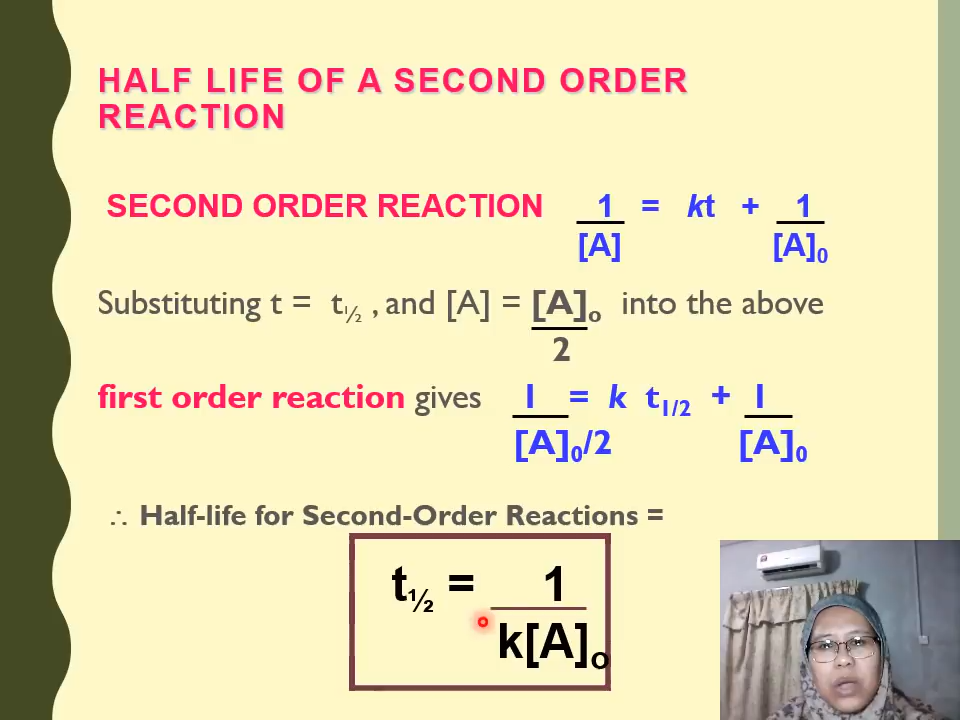 HALF LIFE OF A SECOND ORDER
REACTION
SECOND ORDER REACTION 1 = kt + 1
[A] [A]0
Substituting t = t½ , and [A] = [A]o into the above
2
first order reaction gives 1 = k t1/2 + 1
[A]0/2 [A]0
∴ Half-life for Second-Order Reactions =
t½ = 1
k[A]o